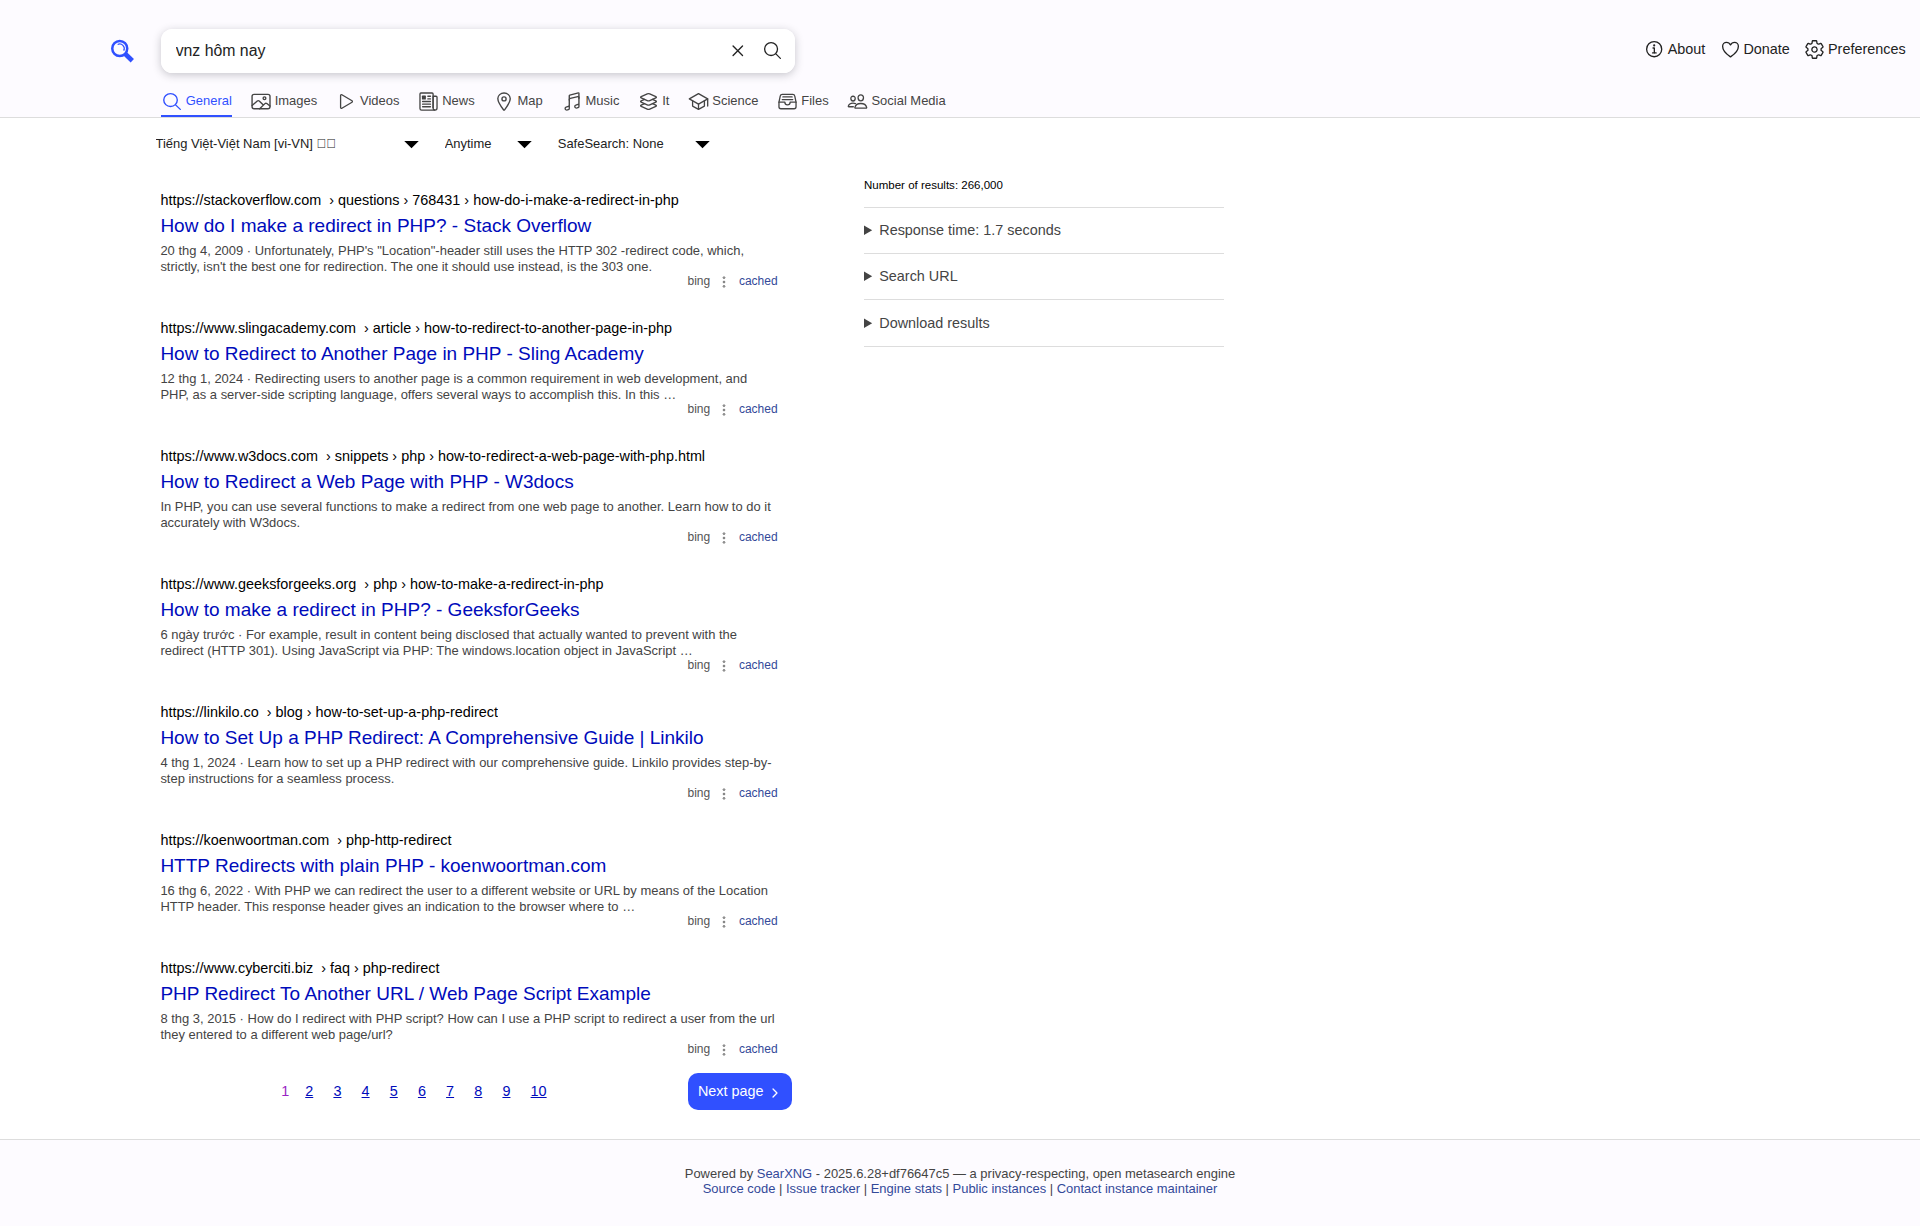 vnz hôm nay
About
Donate
Preferences
General
Images
Videos
News
Map
Music
It
Science
Files
Social Media
Tiếng Việt-Việt Nam [vi-VN]
Anytime
SafeSearch: None
https://stackoverflow.com › questions › 768431 › how-do-i-make-a-redirect-in-php
How do I make a redirect in PHP? - Stack Overflow
20 thg 4, 2009 · Unfortunately, PHP's "Location"-header still uses the HTTP 302 -redirect code, which,
strictly, isn't the best one for redirection. The one it should use instead, is the 303 one.
bing
cached
https://www.slingacademy.com › article › how-to-redirect-to-another-page-in-php
How to Redirect to Another Page in PHP - Sling Academy
12 thg 1, 2024 · Redirecting users to another page is a common requirement in web development, and
PHP, as a server-side scripting language, offers several ways to accomplish this. In this …
bing
cached
https://www.w3docs.com › snippets › php › how-to-redirect-a-web-page-with-php.html
How to Redirect a Web Page with PHP - W3docs
In PHP, you can use several functions to make a redirect from one web page to another. Learn how to do it
accurately with W3docs.
bing
cached
https://www.geeksforgeeks.org › php › how-to-make-a-redirect-in-php
How to make a redirect in PHP? - GeeksforGeeks
6 ngày trước · For example, result in content being disclosed that actually wanted to prevent with the
redirect (HTTP 301). Using JavaScript via PHP: The windows.location object in JavaScript …
bing
cached
https://linkilo.co › blog › how-to-set-up-a-php-redirect
How to Set Up a PHP Redirect: A Comprehensive Guide | Linkilo
4 thg 1, 2024 · Learn how to set up a PHP redirect with our comprehensive guide. Linkilo provides step-by-
step instructions for a seamless process.
bing
cached
https://koenwoortman.com › php-http-redirect
HTTP Redirects with plain PHP - koenwoortman.com
16 thg 6, 2022 · With PHP we can redirect the user to a different website or URL by means of the Location
HTTP header. This response header gives an indication to the browser where to …
bing
cached
https://www.cyberciti.biz › faq › php-redirect
PHP Redirect To Another URL / Web Page Script Example
8 thg 3, 2015 · How do I redirect with PHP script? How can I use a PHP script to redirect a user from the url
they entered to a different web page/url?
bing
cached
1 2 3 4 5 6 7 8 9 10
Next page
Number of results: 266,000
Response time: 1.7 seconds
Search URL
Download results
Powered by SearXNG - 2025.6.28+df76647c5 — a privacy-respecting, open metasearch engine
Source code | Issue tracker | Engine stats | Public instances | Contact instance maintainer